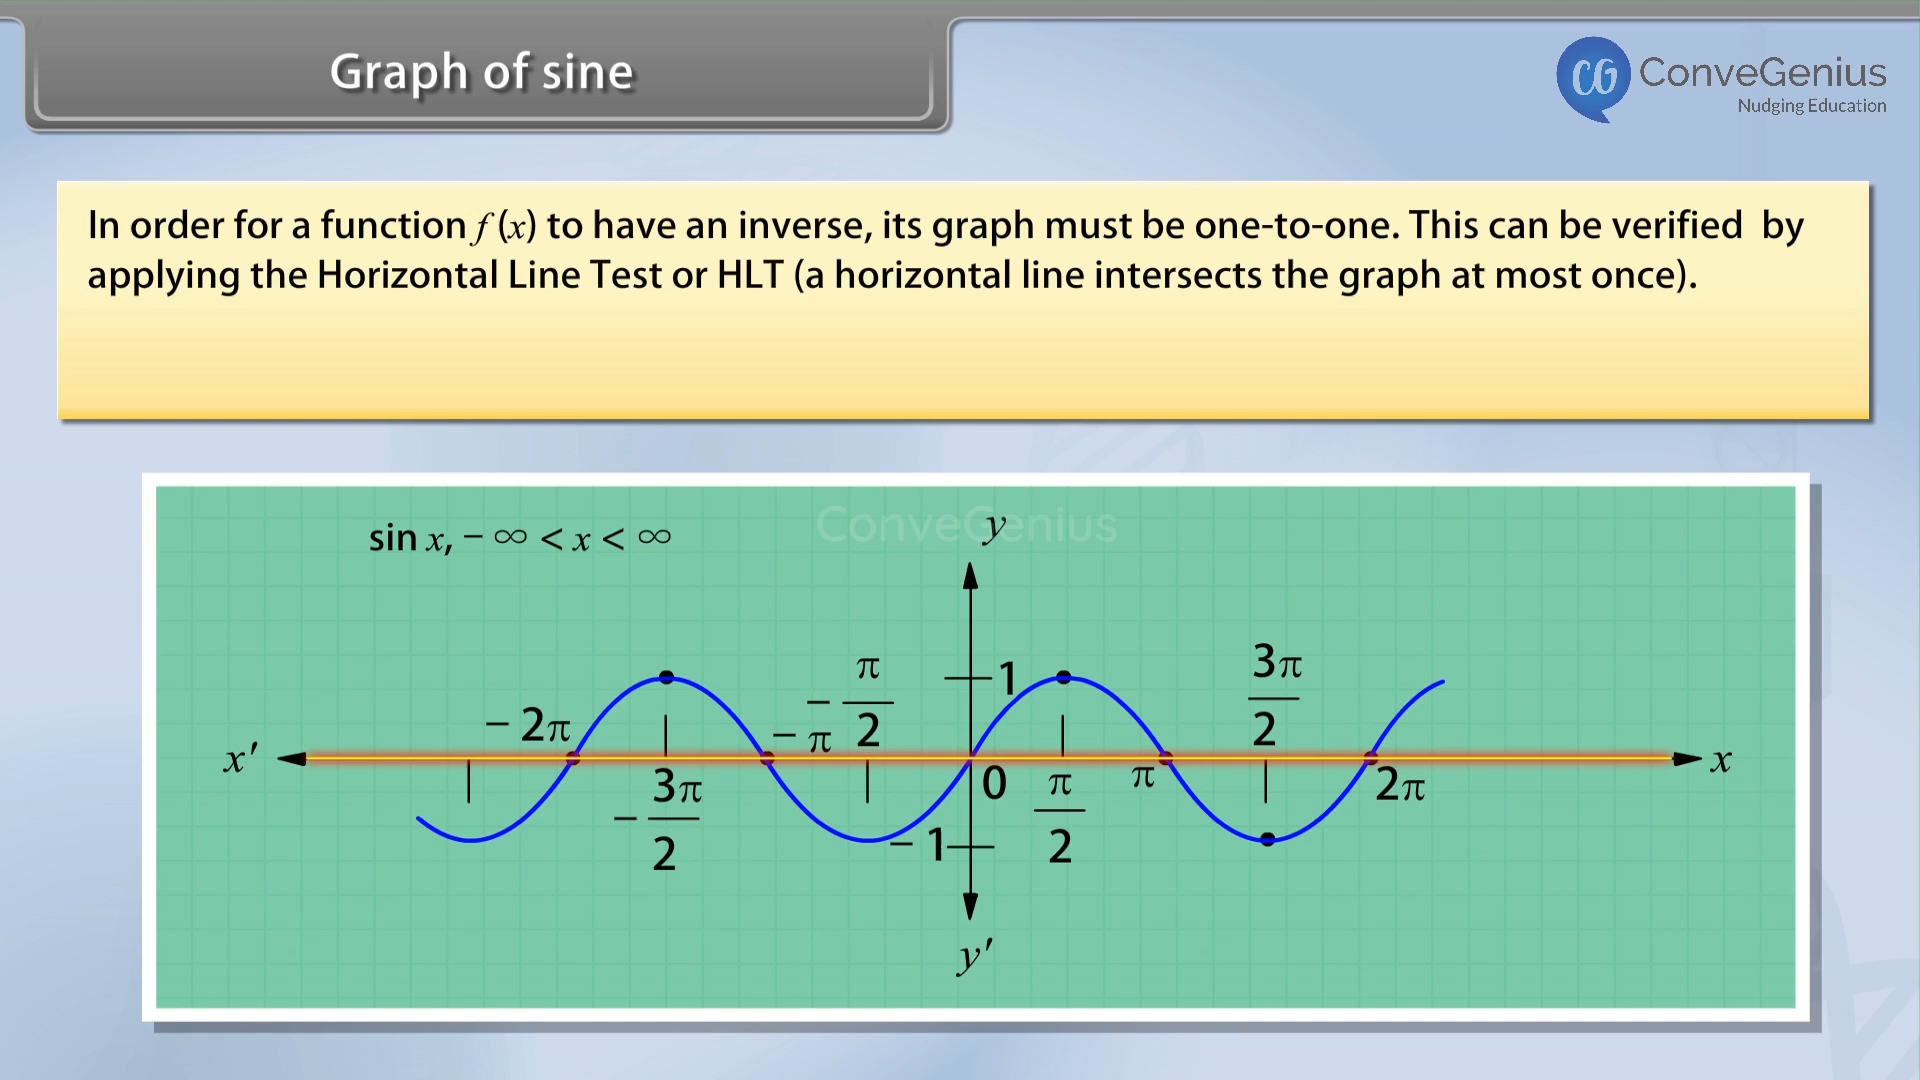 Graph of sine
CG ConveGenius
Nudging Education
In order for a function f (x) to have an inverse, its graph must be one-to-one. This can be verified by
applying the Horizontal Line Test or HLT (a horizontal line intersects the graph at most once).
ConveGenius
sin x, − ∞ < x < ∞
y
1
− 2π
− π
− π/2
3π/2
x′
x
− 3π/2
0
π/2
π
2π
− 1
y′